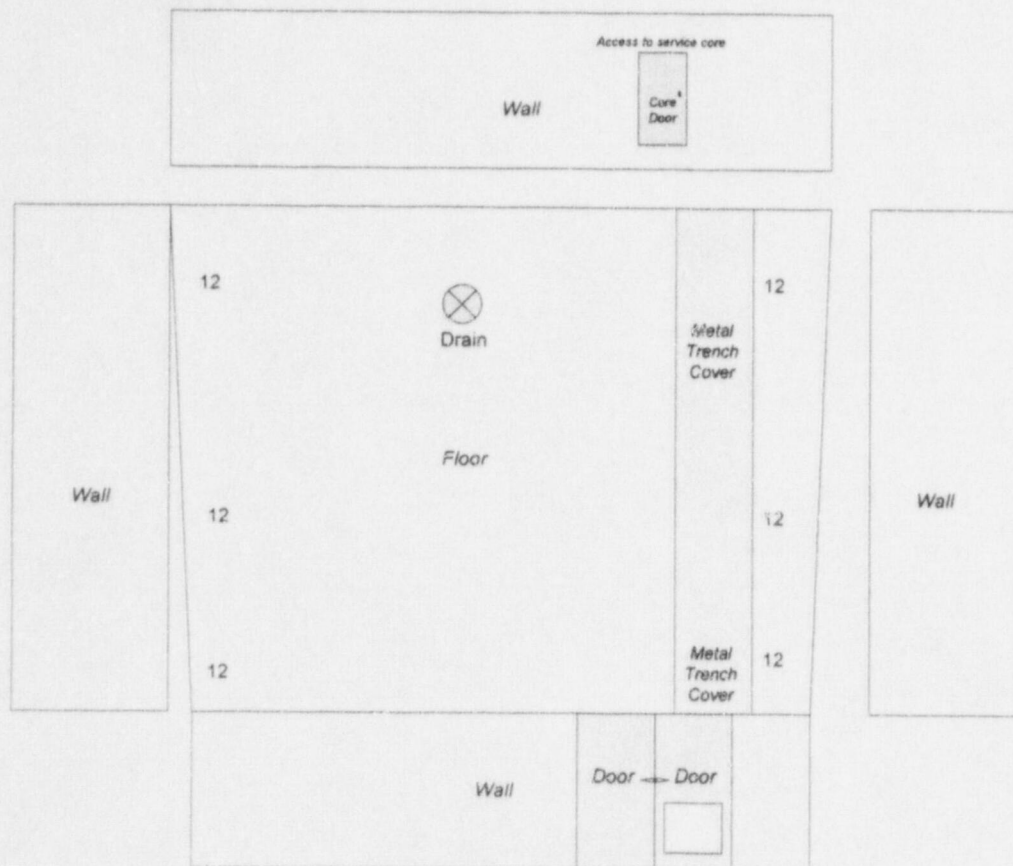 Access to service core
Wall
Core
Door
12
12
Drain
Metal
Trench
Cover
Floor
Wall
12
12
Wall
12
Metal
Trench
Cover
12
Wall
Door
Door